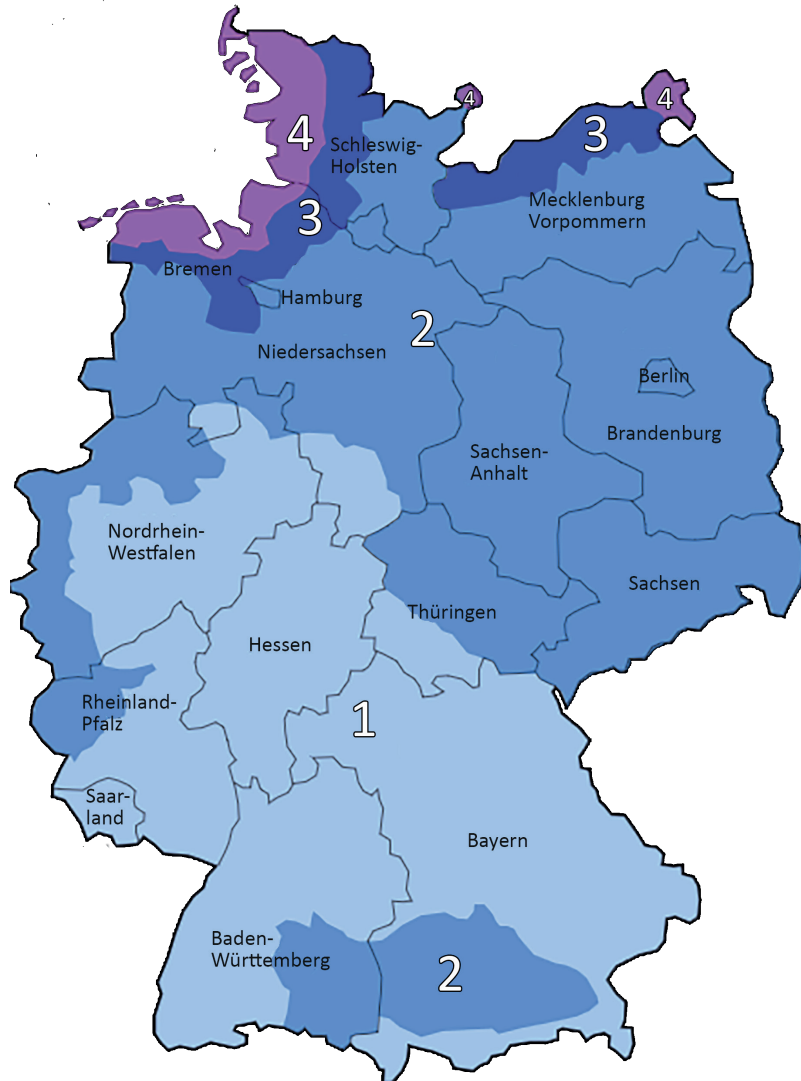 4
4
4
3
Schleswig-
Holsten
Mecklenburg
Vorpommern
3
Bremen
Hamburg
2
Niedersachsen
Berlin
Brandenburg
Sachsen-
Anhalt
Nordrhein-
Westfalen
Sachsen
Thüringen
Hessen
Rheinland-
Pfalz
1
Saar-
land
Bayern
Baden-
Württemberg
2